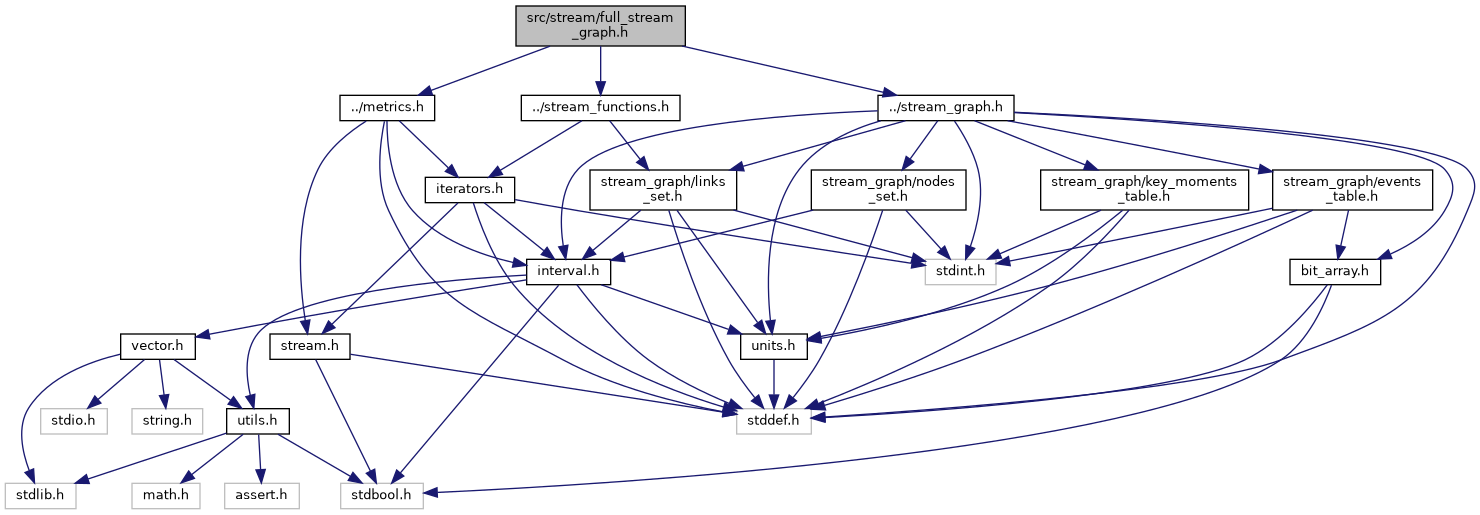 src/stream/full_stream
_graph.h
../metrics.h
../stream_functions.h
../stream_graph.h
iterators.h
stream_graph/links
_set.h
stream_graph/nodes
_set.h
stream_graph/key_moments
_table.h
stream_graph/events
_table.h
interval.h
stdint.h
bit_array.h
vector.h
stream.h
units.h
stdio.h
string.h
utils.h
stddef.h
stdlib.h
math.h
assert.h
stdbool.h